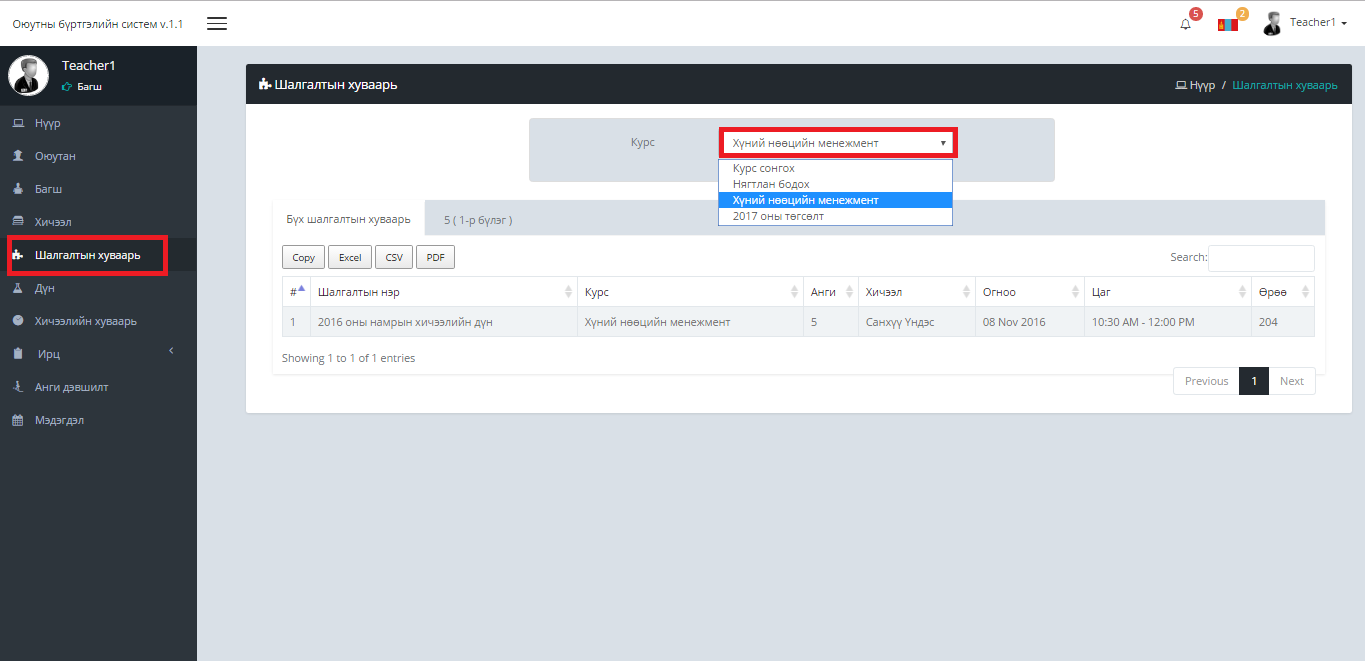 Оюутны бүртгэлийн систем v.1.1
5
2
Teacher1
Teacher1
Багш
Нүүр
Оюутан
Багш
Хичээл
Шалгалтын хуваарь
Дүн
Хичээлийн хуваарь
Ирц
Анги дэвшилт
Мэдэгдэл
Шалгалтын хуваарь
Нүүр / Шалгалтын хуваарь
Курс
Хүний нөөцийн менежмент
Курс сонгох
Нягтлан бодох
Хүний нөөцийн менежмент
2017 оны төгсөлт
Бүх шалгалтын хуваарь
5 ( 1-р бүлэг )
Copy Excel CSV PDF
Search:
# Шалгалтын нэр Курс Анги Хичээл Огноо Цаг Өрөө
1 2016 оны намрын хичээлийн дүн Хүний нөөцийн менежмент 5 Санхүү Үндэс 08 Nov 2016 10:30 AM - 12:00 PM 204
Showing 1 to 1 of 1 entries
Previous 1 Next